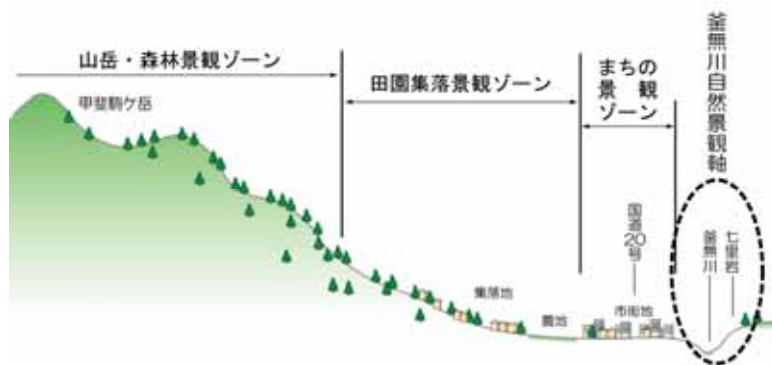 山岳・森林景観ゾーン
甲斐駒ケ岳
田園集落景観ゾーン
まちの
景観
ゾーン
釜無川自然景観軸
国道20号
集落地
農地
市街地
釜無川
七里岩